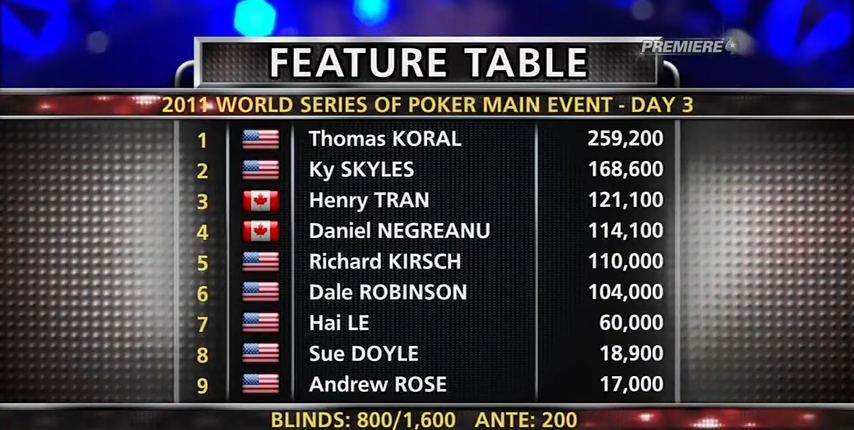 FEATURE TABLE
PREMIERE 4
2011 WORLD SERIES OF POKER MAIN EVENT - DAY 3
1 Thomas KORAL 259,200
2 Ky SKYLES 168,600
3 Henry TRAN 121,100
4 Daniel NEGREANU 114,100
5 Richard KIRSCH 110,000
6 Dale ROBINSON 104,000
7 Hai LE 60,000
8 Sue DOYLE 18,900
9 Andrew ROSE 17,000
BLINDS: 800/1,600 ANTE: 200